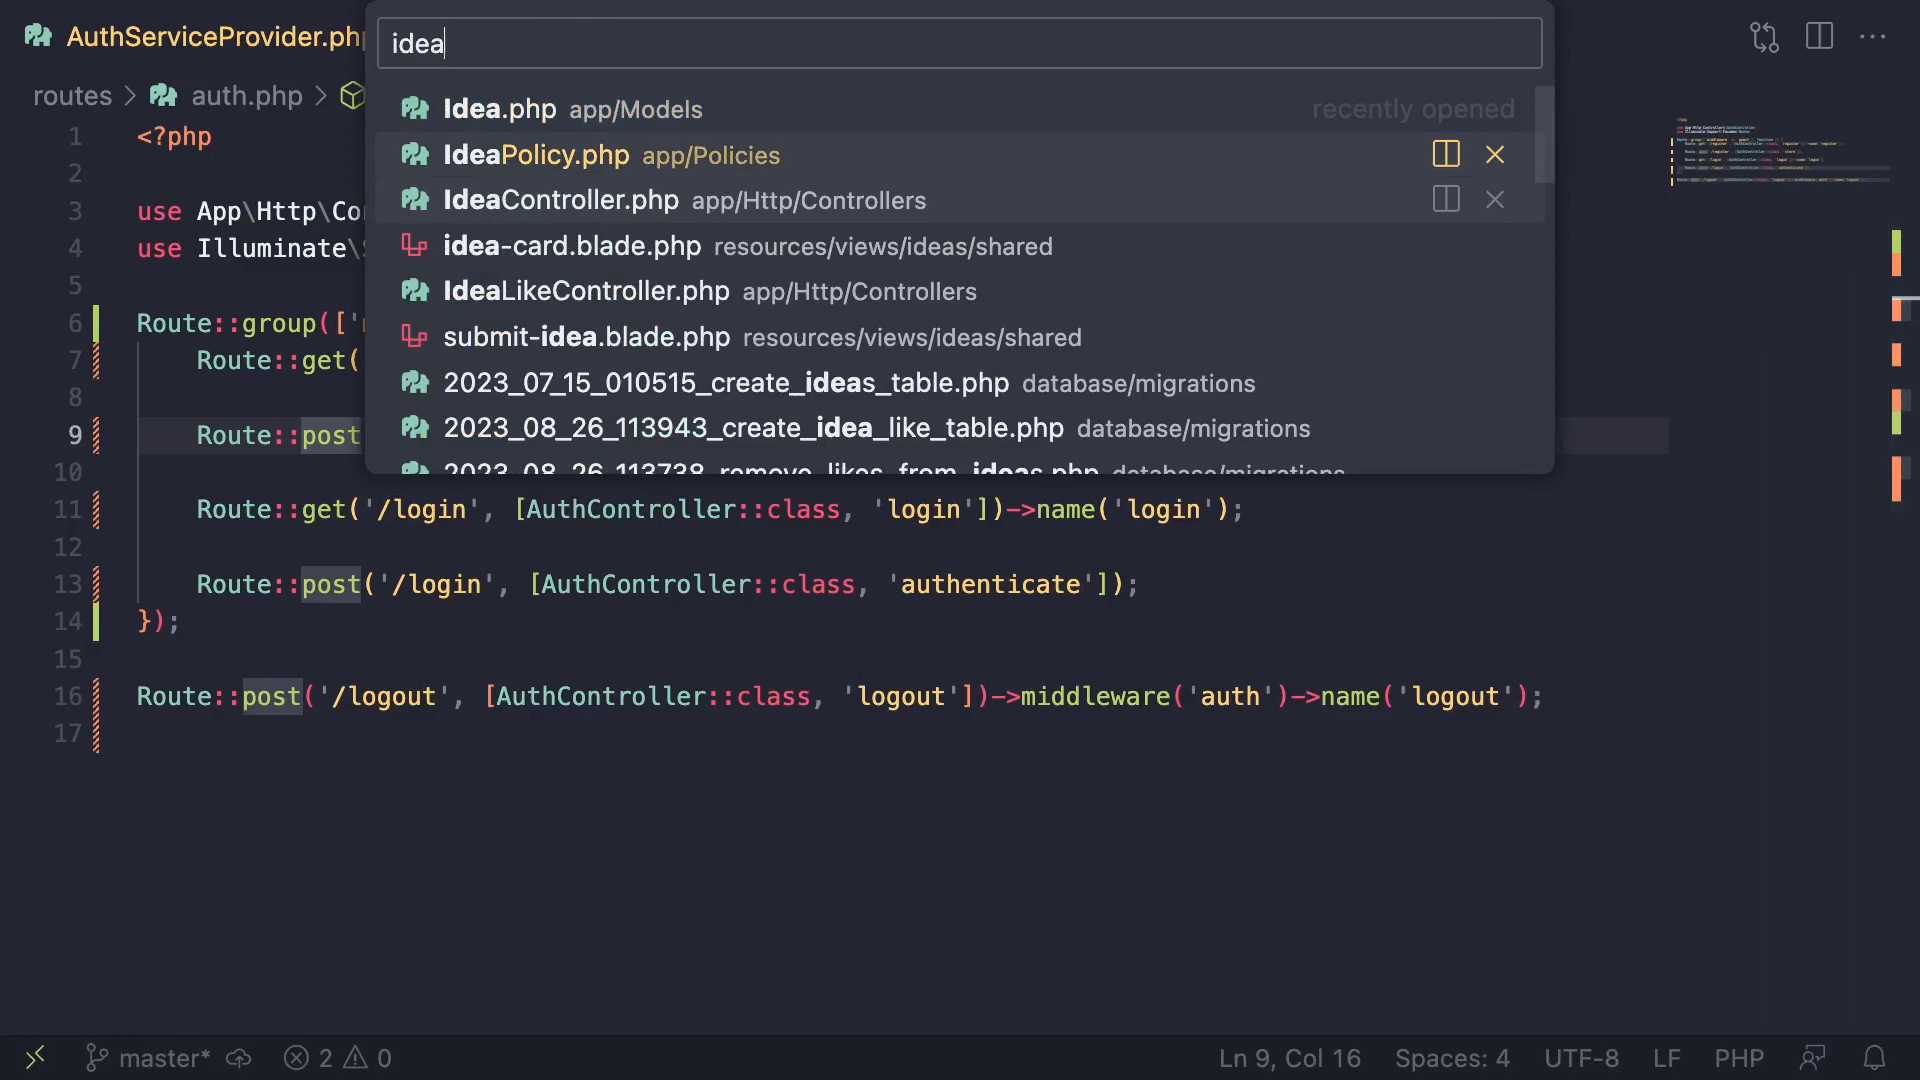 AuthServiceProvider.php
idea
routes > auth.php >
Idea.php app/Models recently opened
IdeaPolicy.php app/Policies
IdeaController.php app/Http/Controllers
idea-card.blade.php resources/views/ideas/shared
IdeaLikeController.php app/Http/Controllers
submit-idea.blade.php resources/views/ideas/shared
2023_07_15_010515_create_ideas_table.php database/migrations
2023_08_26_113943_create_idea_like_table.php database/migrations
2023_08_26_113738_remove_likes_from_ideas.php database/migrations
1 <?php
2
3 use App\Http\Co
4 use Illuminate\
5
6 Route::group(['
7 Route::get(
8
9 Route::post
10
11 Route::get('/login', [AuthController::class, 'login'])->name('login');
12
13 Route::post('/login', [AuthController::class, 'authenticate']);
14 });
15
16 Route::post('/logout', [AuthController::class, 'logout'])->middleware('auth')->name('logout');
17
master* 2 0 Ln 9, Col 16 Spaces: 4 UTF-8 LF PHP